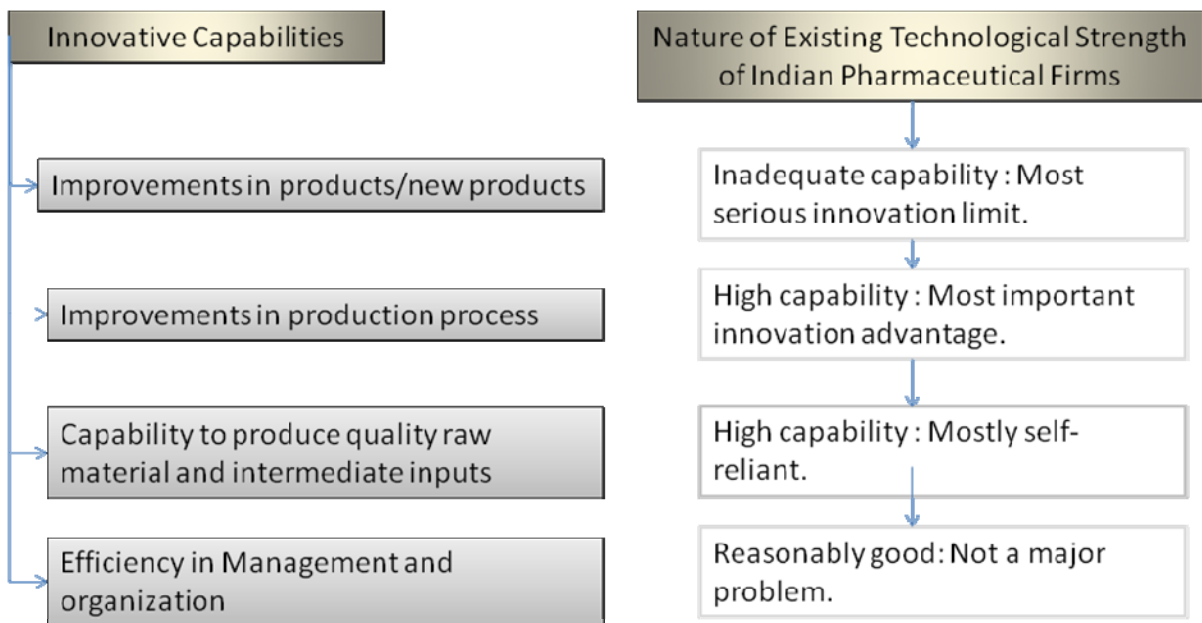 Innovative Capabilities
Nature of Existing Technological Strength
of Indian Pharmaceutical Firms
Improvements in products/new products
Inadequate capability : Most
serious innovation limit.
Improvements in production process
High capability : Most important
innovation advantage.
Capability to produce quality raw
material and intermediate inputs
High capability : Mostly self-
reliant.
Efficiency in Management and
organization
Reasonably good: Not a major
problem.